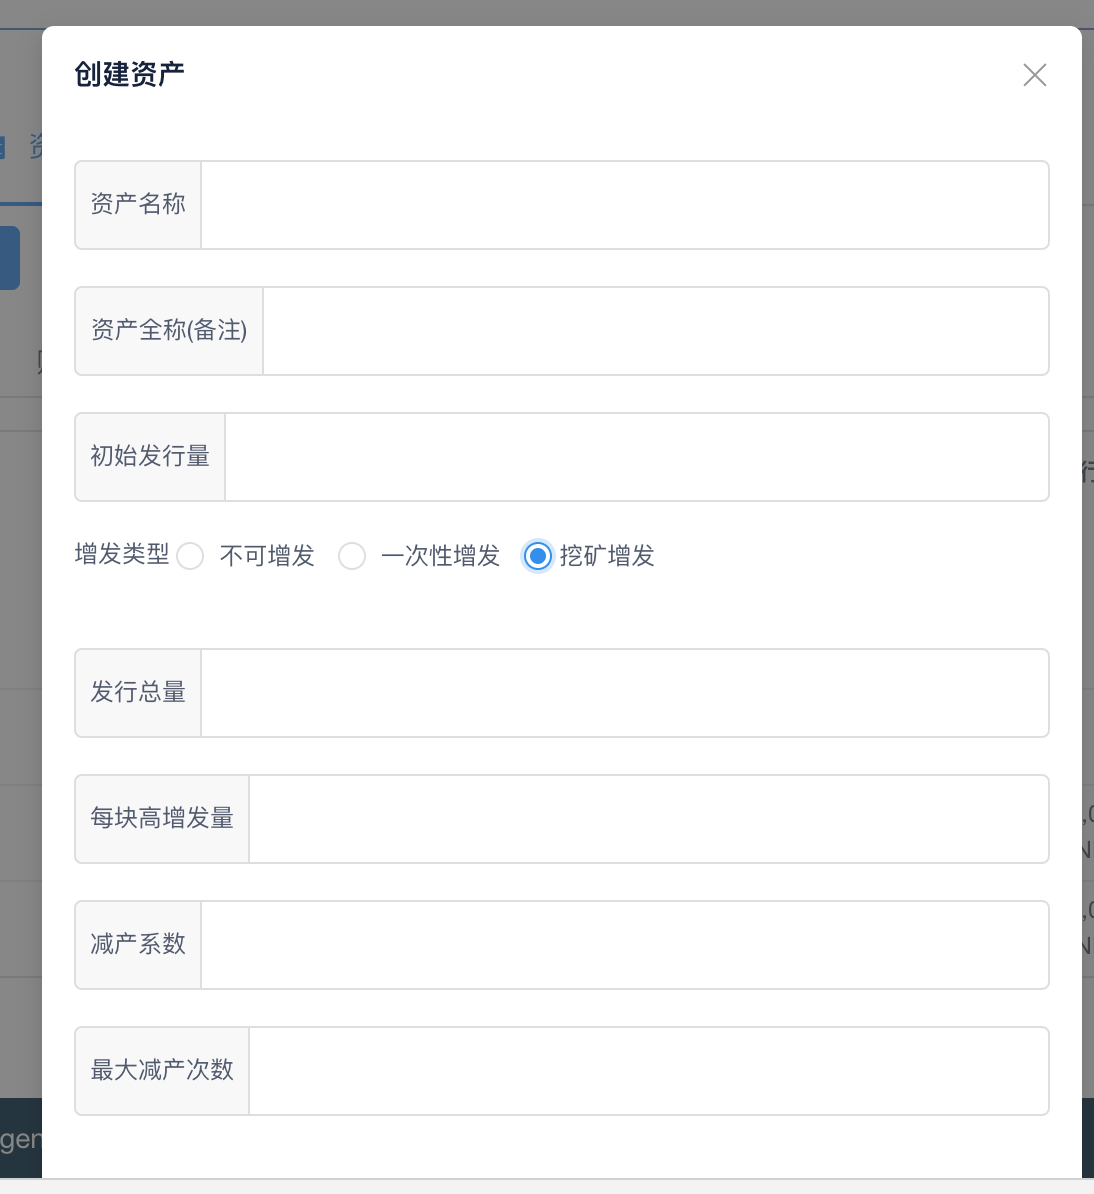 创建资产
资产名称
资产全称(备注)
初始发行量
增发类型 不可增发 一次性增发 挖矿增发
发行总量
每块高增发量
减产系数
最大减产次数
gen